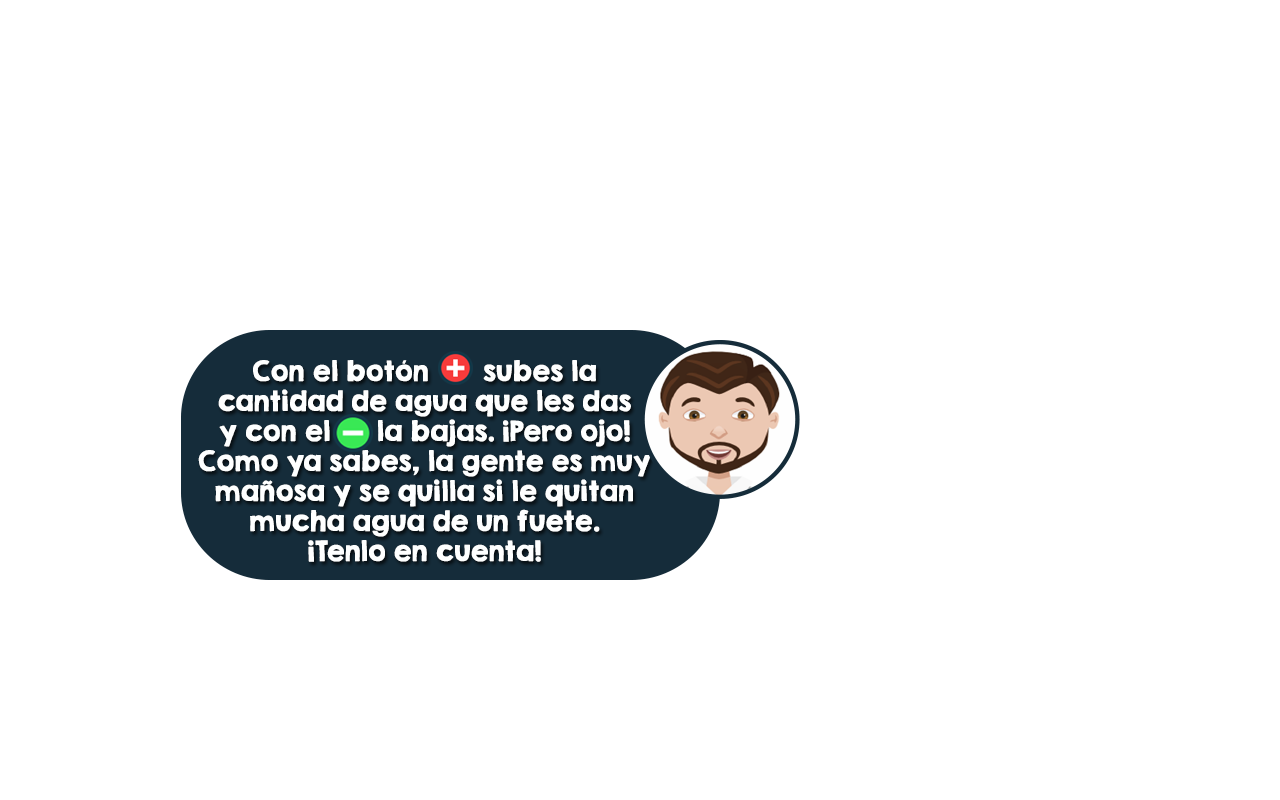 Con el botón + subes la
cantidad de agua que les das
y con el - la bajas. ¡Pero ojo!
Como ya sabes, la gente es muy
mañosa y se quilla si le quitan
mucha agua de un fuete.
¡Tenlo en cuenta!